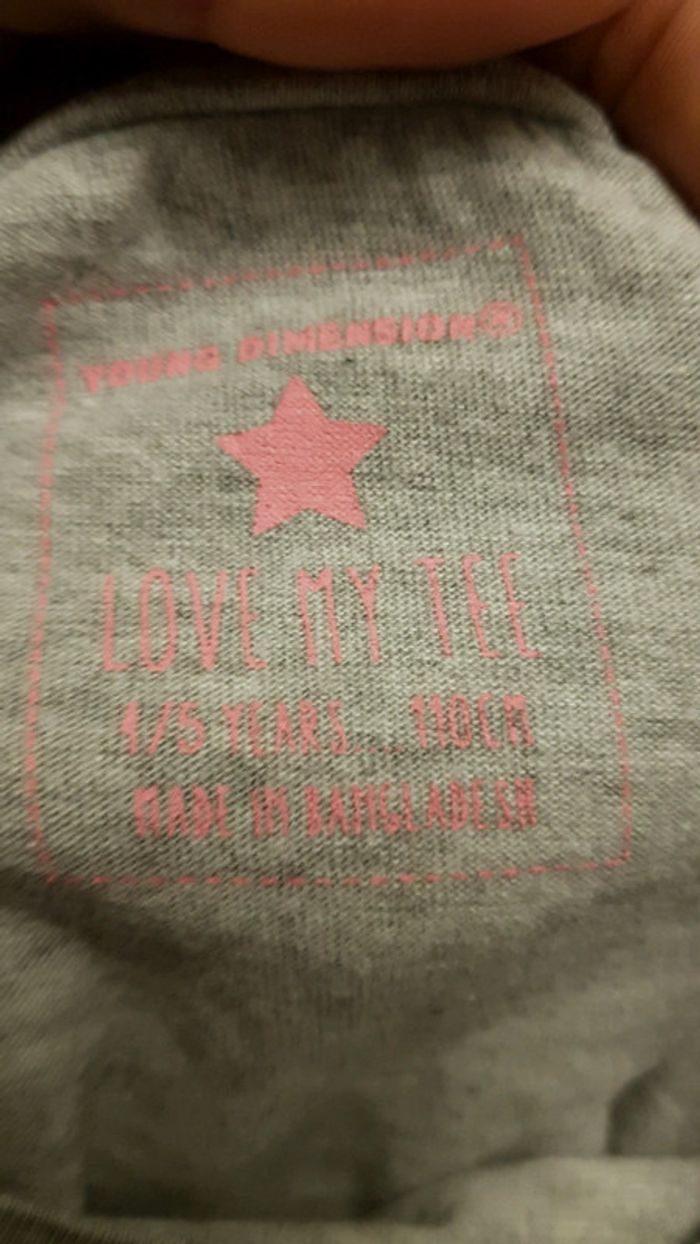 YOUNG DIMENSION®
LOVE MY TEE
4/5 YEARS....110CM
MADE IN BANGLADESH